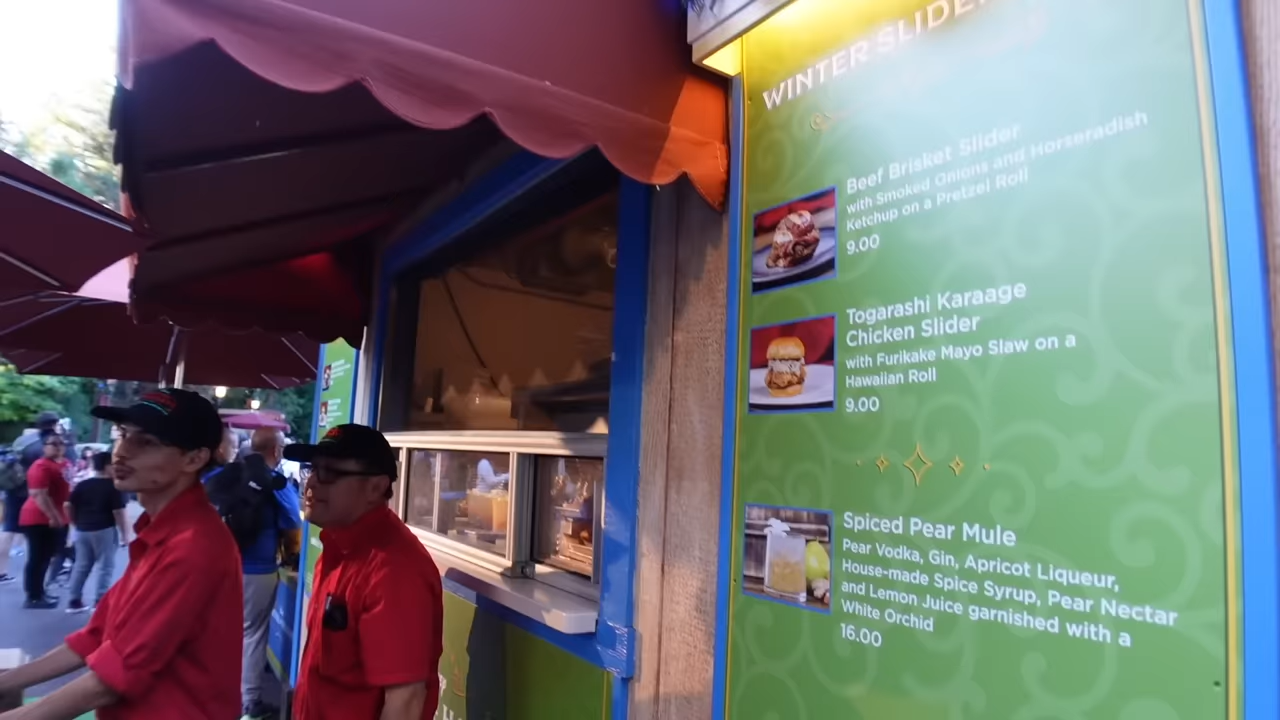 WINTER SLIDER
Beef Brisket Slider
with Smoked Onions and Horseradish
Ketchup on a Pretzel Roll
9.00
Togarashi Karaage
Chicken Slider
with Furikake Mayo Slaw on a
Hawaiian Roll
9.00
Spiced Pear Mule
Pear Vodka, Gin, Apricot Liqueur,
House-made Spice Syrup, Pear Nectar
and Lemon Juice garnished with a
White Orchid
16.00